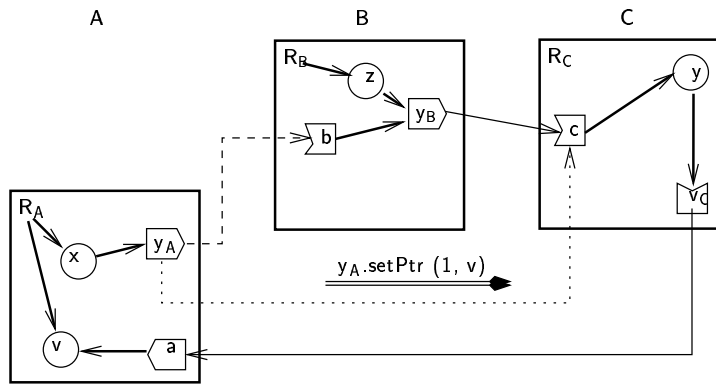 A B C
R_B
z
y_B
b
R_C
y
c
v_C
R_A
x
y_A
v
a
y_A.setPtr (1, v)